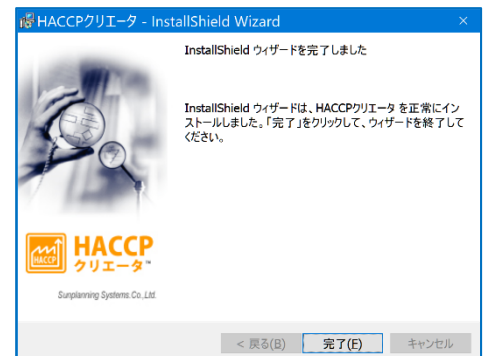 HACCPクリエータ - InstallShield Wizard
InstallShield ウィザードを完了しました
InstallShield ウィザードは、HACCPクリエータ を正常にイン
ストールしました。「完了」をクリックして、ウィザードを終了して
ください。
HACCP
HACCP
クリエータ™
Sunplanning Systems.Co.,Ltd.
< 戻る(B)
完了(F)
キャンセル